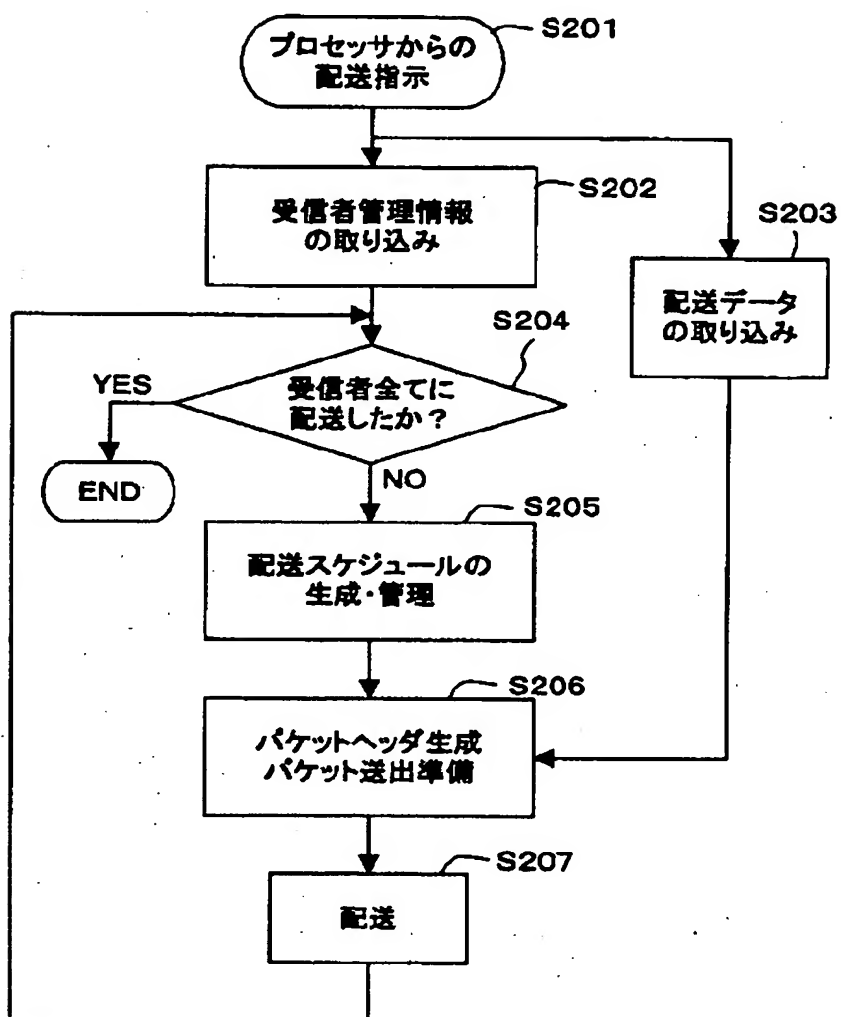 プロセッサからの
配送指示
S201
受信者管理情報
の取り込み
S202
配送データ
の取り込み
S203
受信者全てに
配送したか？
S204
YES
END
NO
配送スケジュールの
生成・管理
S205
パケットヘッダ生成
パケット送出準備
S206
配送
S207